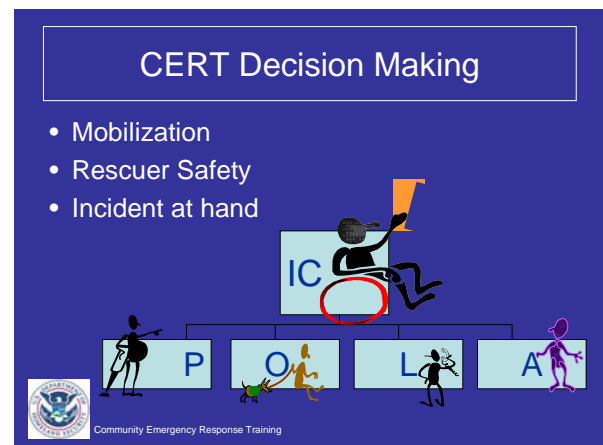 CERT Decision Making
• Mobilization
• Rescuer Safety
• Incident at hand
IC
P O L A
Community Emergency Response Training